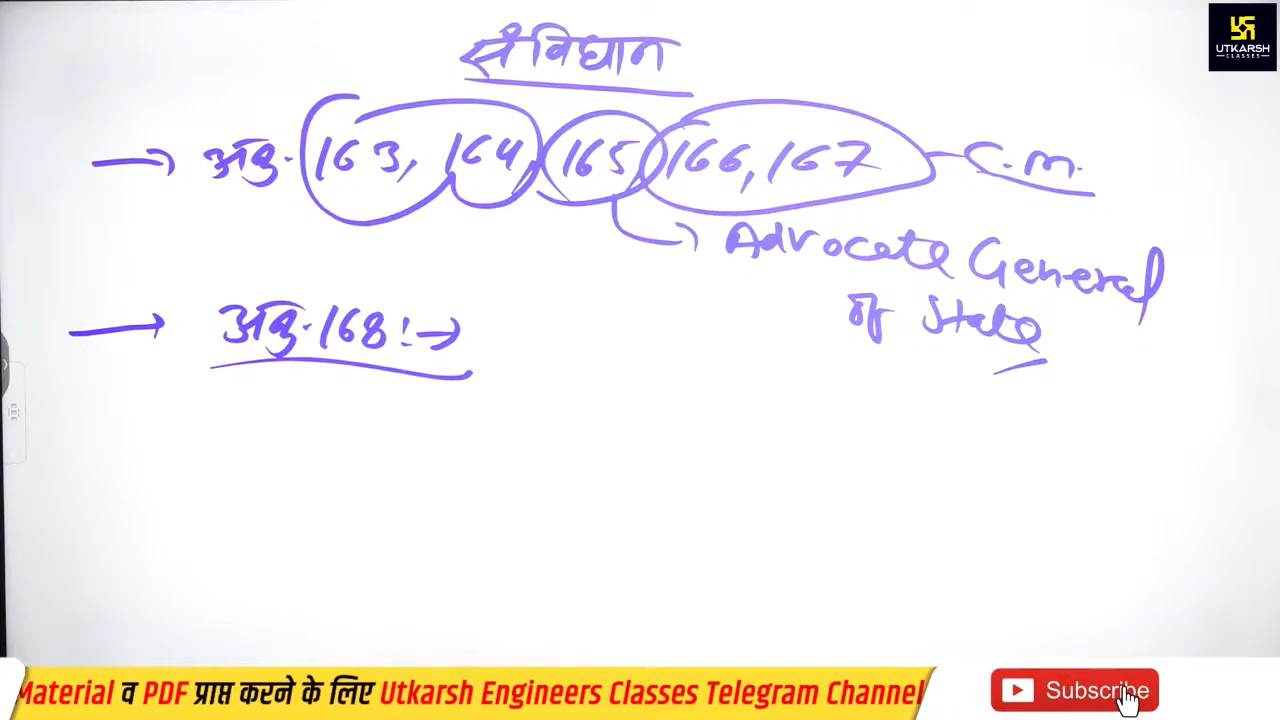 संविधान
UTKARSH
CLASSES
→ अनु. 163, 164, 165, 166, 167 - C.M.
→ Advocate General
of State
→ अनु. 168 :→
Material व PDF प्राप्त करने के लिए Utkarsh Engineers Classes Telegram Channel
Subscribe